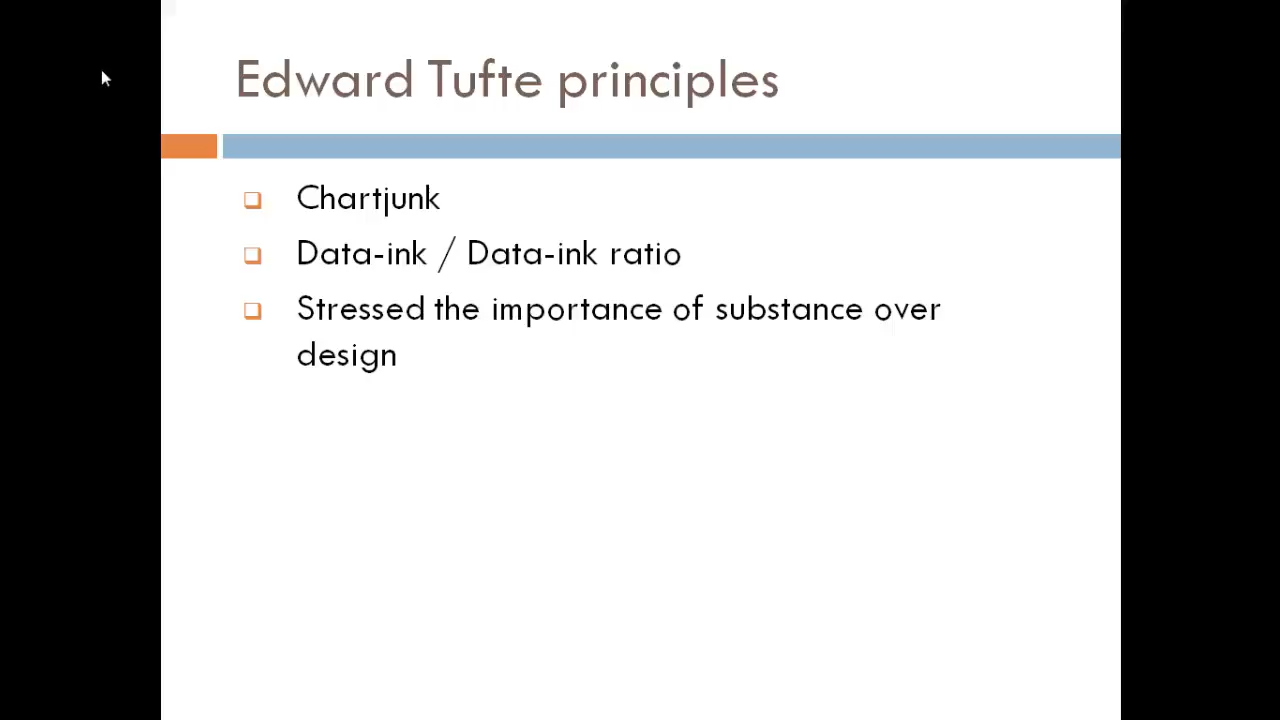 Edward Tufte principles
Chartjunk
Data-ink / Data-ink ratio
Stressed the importance of substance over
design